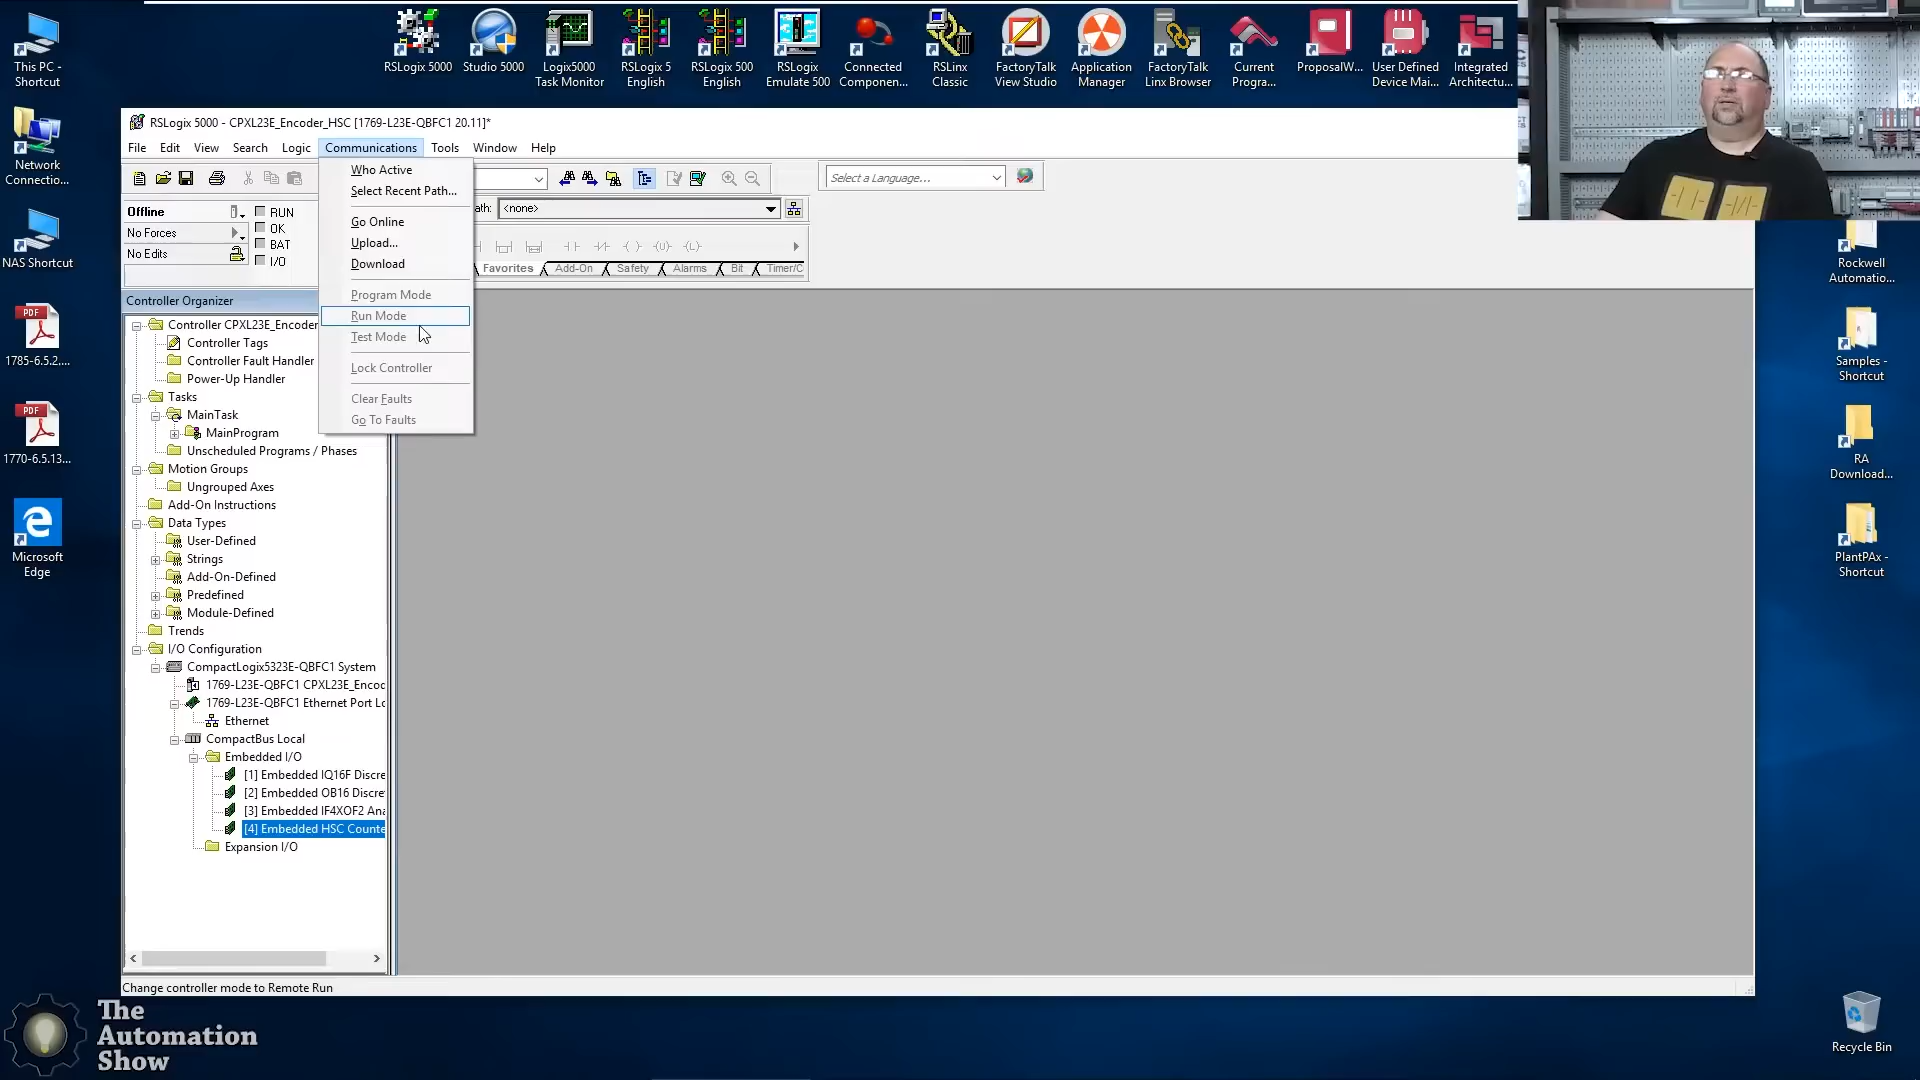 This PC -
Shortcut
Network
Connectio...
NAS Shortcut
PDF
1785-6.5.2....
PDF
1770-6.5.13...
Microsoft
Edge
RSLogix 5000
Studio 5000
Logix5000
Task Monitor
RSLogix 5
English
RSLogix 500
English
RSLogix
Emulate 500
Connected
Componen...
RSLinx
Classic
FactoryTalk
View Studio
Application
Manager
FactoryTalk
Linx Browser
Current
Progra...
ProposalW...
User Defined
Device Mai...
Integrated
Architectu...
RSLogix 5000 - CPXL23E_Encoder_HSC [1769-L23E-QBFC1 20.11]*
File Edit View Search Logic Communications Tools Window Help
Select a Language...
Offline
No Forces
No Edits
RUN
OK
BAT
I/O
ath: <none>
Favorites Add-On Safety Alarms Bit Timer/C
Who Active
Select Recent Path...
Go Online
Upload...
Download
Program Mode
Run Mode
Test Mode
Lock Controller
Clear Faults
Go To Faults
Controller Organizer
Controller CPXL23E_Encoder
Controller Tags
Controller Fault Handler
Power-Up Handler
Tasks
MainTask
MainProgram
Unscheduled Programs / Phases
Motion Groups
Ungrouped Axes
Add-On Instructions
Data Types
User-Defined
Strings
Add-On-Defined
Predefined
Module-Defined
Trends
I/O Configuration
CompactLogix5323E-QBFC1 System
1769-L23E-QBFC1 CPXL23E_Encod
1769-L23E-QBFC1 Ethernet Port Lo
Ethernet
CompactBus Local
Embedded I/O
[1] Embedded IQ16F Discre
[2] Embedded OB16 Discre
[3] Embedded IF4XOF2 Ana
[4] Embedded HSC Counte
Expansion I/O
Change controller mode to Remote Run
Rockwell
Automatio...
Samples -
Shortcut
RA
Download...
PlantPAx -
Shortcut
Recycle Bin
The
Automation
Show